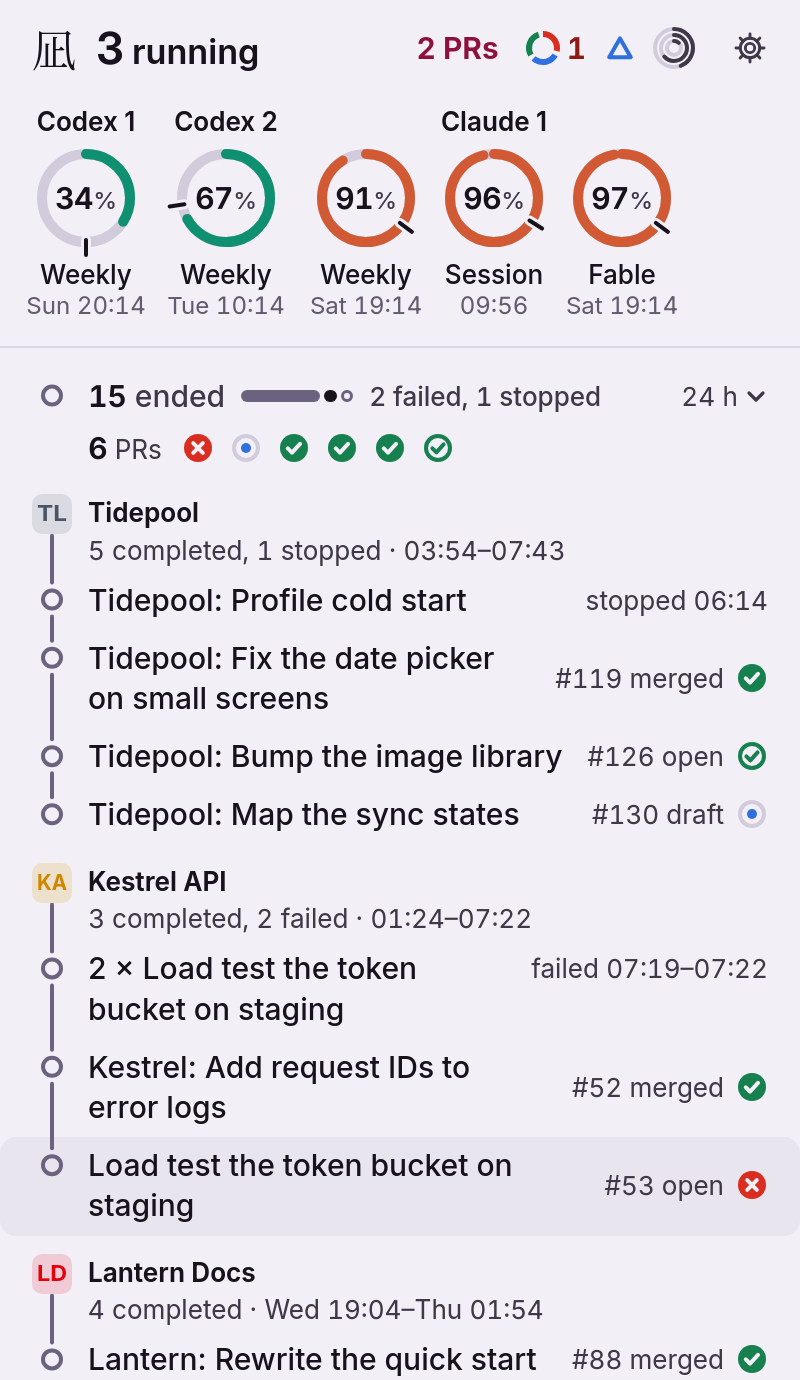 凪 3 running 2 PRs 1
Codex 1 Codex 2 Claude 1
34% 67% 91% 96% 97%
Weekly Weekly Weekly Session Fable
Sun 20:14 Tue 10:14 Sat 19:14 09:56 Sat 19:14
15 ended 2 failed, 1 stopped 24 h
6 PRs
TL Tidepool
5 completed, 1 stopped · 03:54–07:43
Tidepool: Profile cold start stopped 06:14
Tidepool: Fix the date picker
on small screens #119 merged
Tidepool: Bump the image library #126 open
Tidepool: Map the sync states #130 draft
KA Kestrel API
3 completed, 2 failed · 01:24–07:22
2 × Load test the token failed 07:19–07:22
bucket on staging
Kestrel: Add request IDs to
error logs #52 merged
Load test the token bucket on
staging #53 open
LD Lantern Docs
4 completed · Wed 19:04–Thu 01:54
Lantern: Rewrite the quick start #88 merged